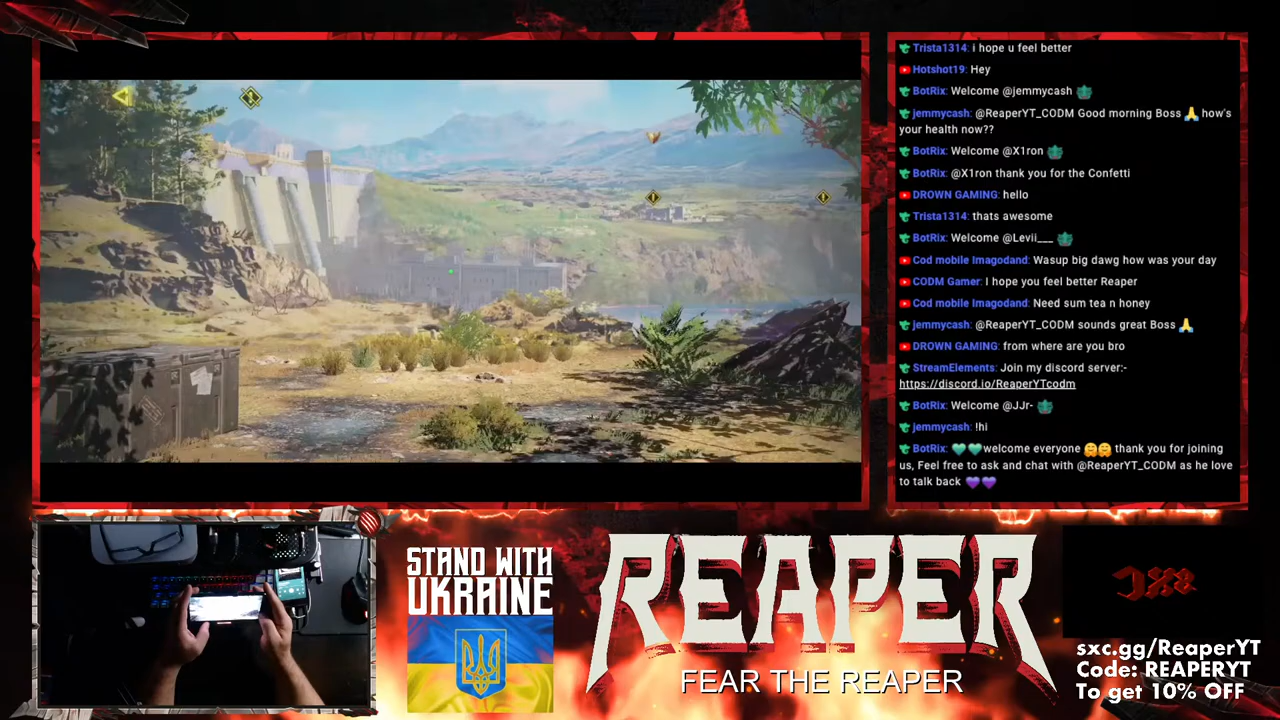 Trista1314: i hope u feel better
Hotshot19: Hey
BotRix: Welcome @jemmycash
jemmycash: @ReaperYT_CODM Good morning Boss 🙏 how's
your health now??
BotRix: Welcome @X1ron
BotRix: @X1ron thank you for the Confetti
DROWN GAMING: hello
Trista1314: thats awesome
BotRix: Welcome @Levii___
Cod mobile Imagodand: Wasup big dawg how was your day
CODM Gamer: I hope you feel better Reaper
Cod mobile Imagodand: Need sum tea n honey
jemmycash: @ReaperYT_CODM sounds great Boss 🙏
DROWN GAMING: from where are you bro
StreamElements: Join my discord server:-
https://discord.io/ReaperYTcodm
BotRix: Welcome @JJr-
jemmycash: !hi
BotRix: 💚💚welcome everyone 🤗🤗 thank you for joining
us, Feel free to ask and chat with @ReaperYT_CODM as he love
to talk back 💜💜
STAND WITH
UKRAINE
REAPER
FEAR THE REAPER
sxc.gg/ReaperYT
Code: REAPERYT
To get 10% OFF